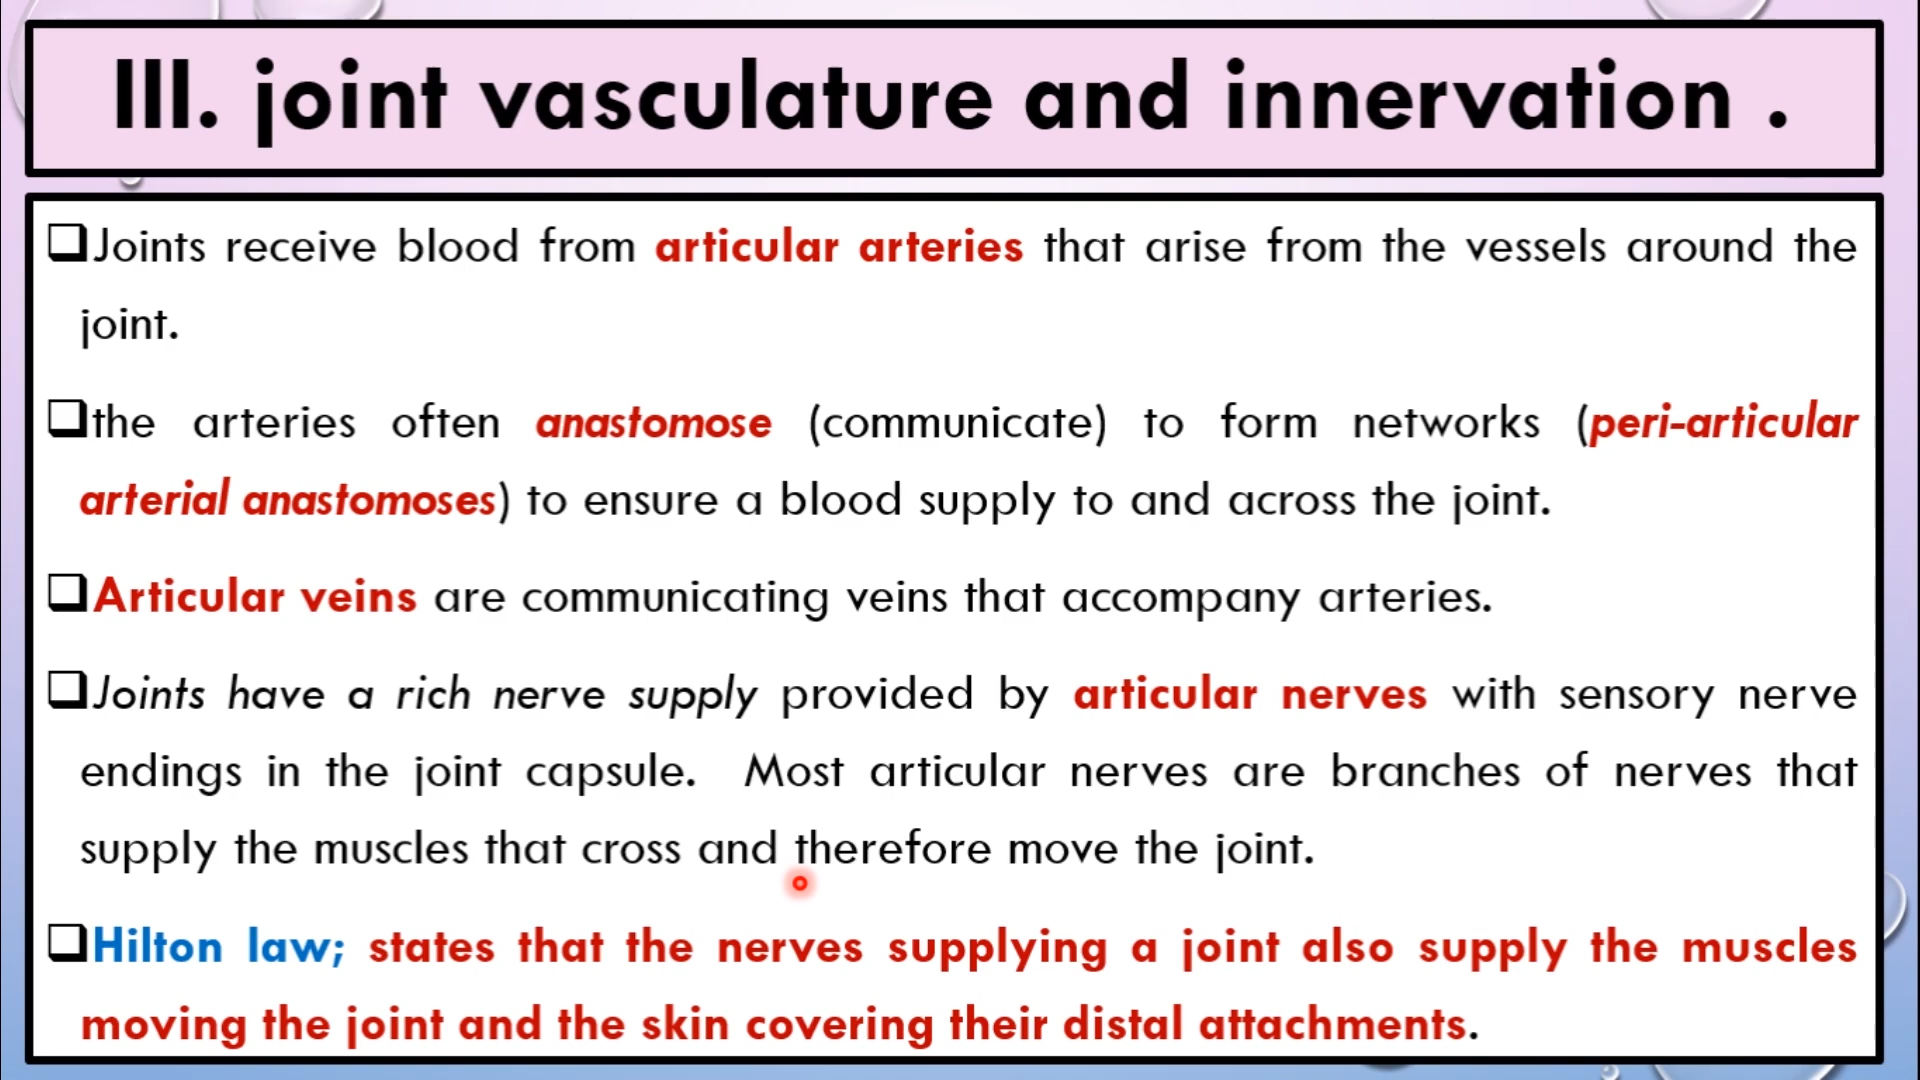 III. joint vasculature and innervation .
❑Joints receive blood from articular arteries that arise from the vessels around the
joint.
❑the arteries often anastomose (communicate) to form networks (peri-articular
arterial anastomoses) to ensure a blood supply to and across the joint.
❑Articular veins are communicating veins that accompany arteries.
❑Joints have a rich nerve supply provided by articular nerves with sensory nerve
endings in the joint capsule. Most articular nerves are branches of nerves that
supply the muscles that cross and therefore move the joint.
❑Hilton law; states that the nerves supplying a joint also supply the muscles
moving the joint and the skin covering their distal attachments.